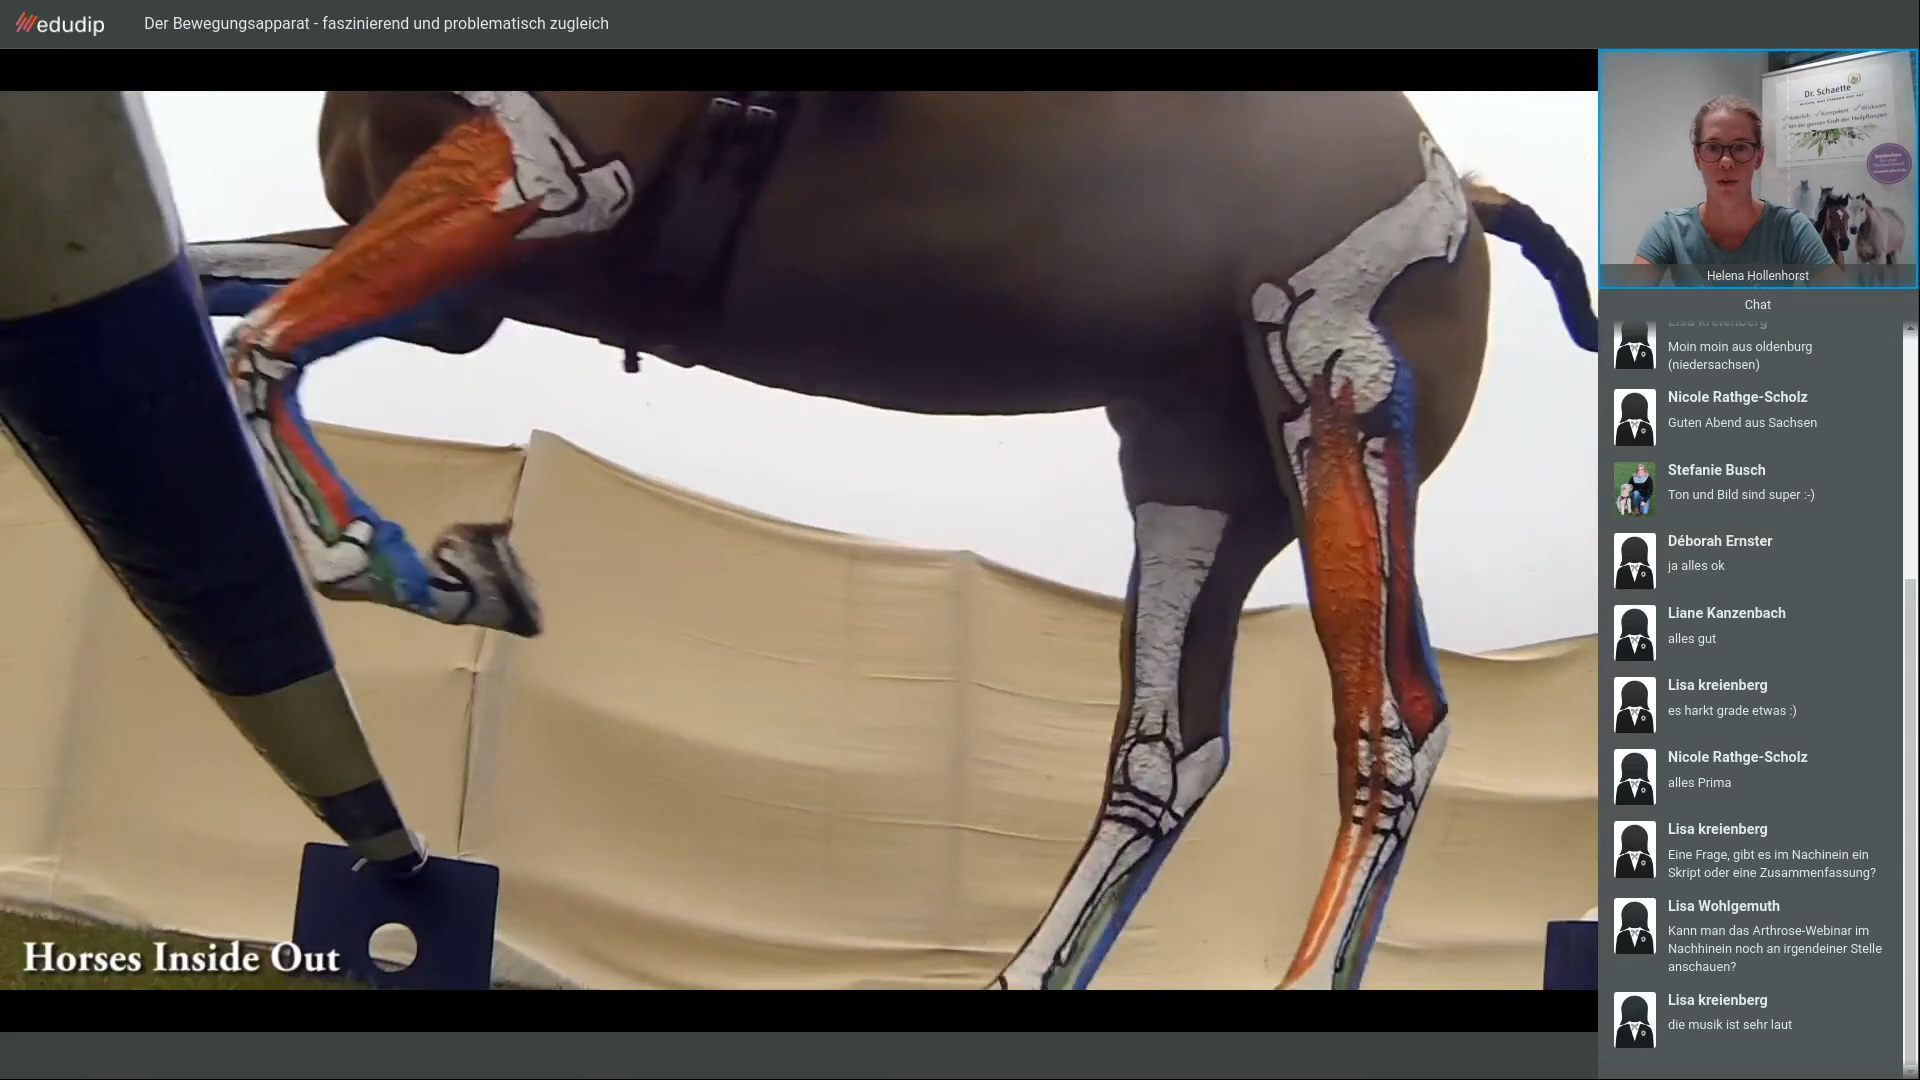 edudip
Der Bewegungsapparat - faszinierend und problematisch zugleich
Horses Inside Out
Dr. Schaette
Helena Hollenhorst
Chat
Lisa kreienberg
Moin moin aus oldenburg
(niedersachsen)
Nicole Rathge-Scholz
Guten Abend aus Sachsen
Stefanie Busch
Ton und Bild sind super :-)
Déborah Ernster
ja alles ok
Liane Kanzenbach
alles gut
Lisa kreienberg
es harkt grade etwas :)
Nicole Rathge-Scholz
alles Prima
Lisa kreienberg
Eine Frage, gibt es im Nachinein ein
Skript oder eine Zusammenfassung?
Lisa Wohlgemuth
Kann man das Arthrose-Webinar im
Nachhinein noch an irgendeiner Stelle
anschauen?
Lisa kreienberg
die musik ist sehr laut